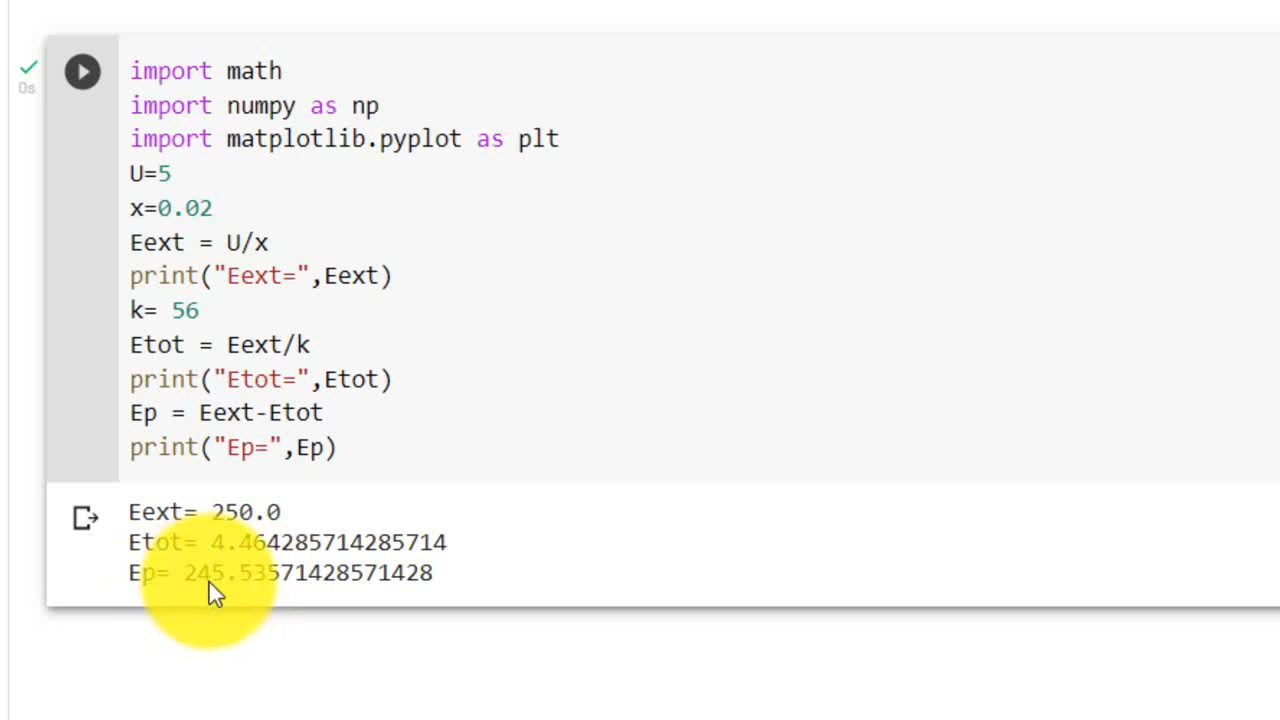 import math
import numpy as np
import matplotlib.pyplot as plt
U=5
x=0.02
Eext = U/x
print("Eext=",Eext)
k= 56
Etot = Eext/k
print("Etot=",Etot)
Ep = Eext-Etot
print("Ep=",Ep)
0s
Eext= 250.0
Etot= 4.464285714285714
Ep= 245.53571428571428